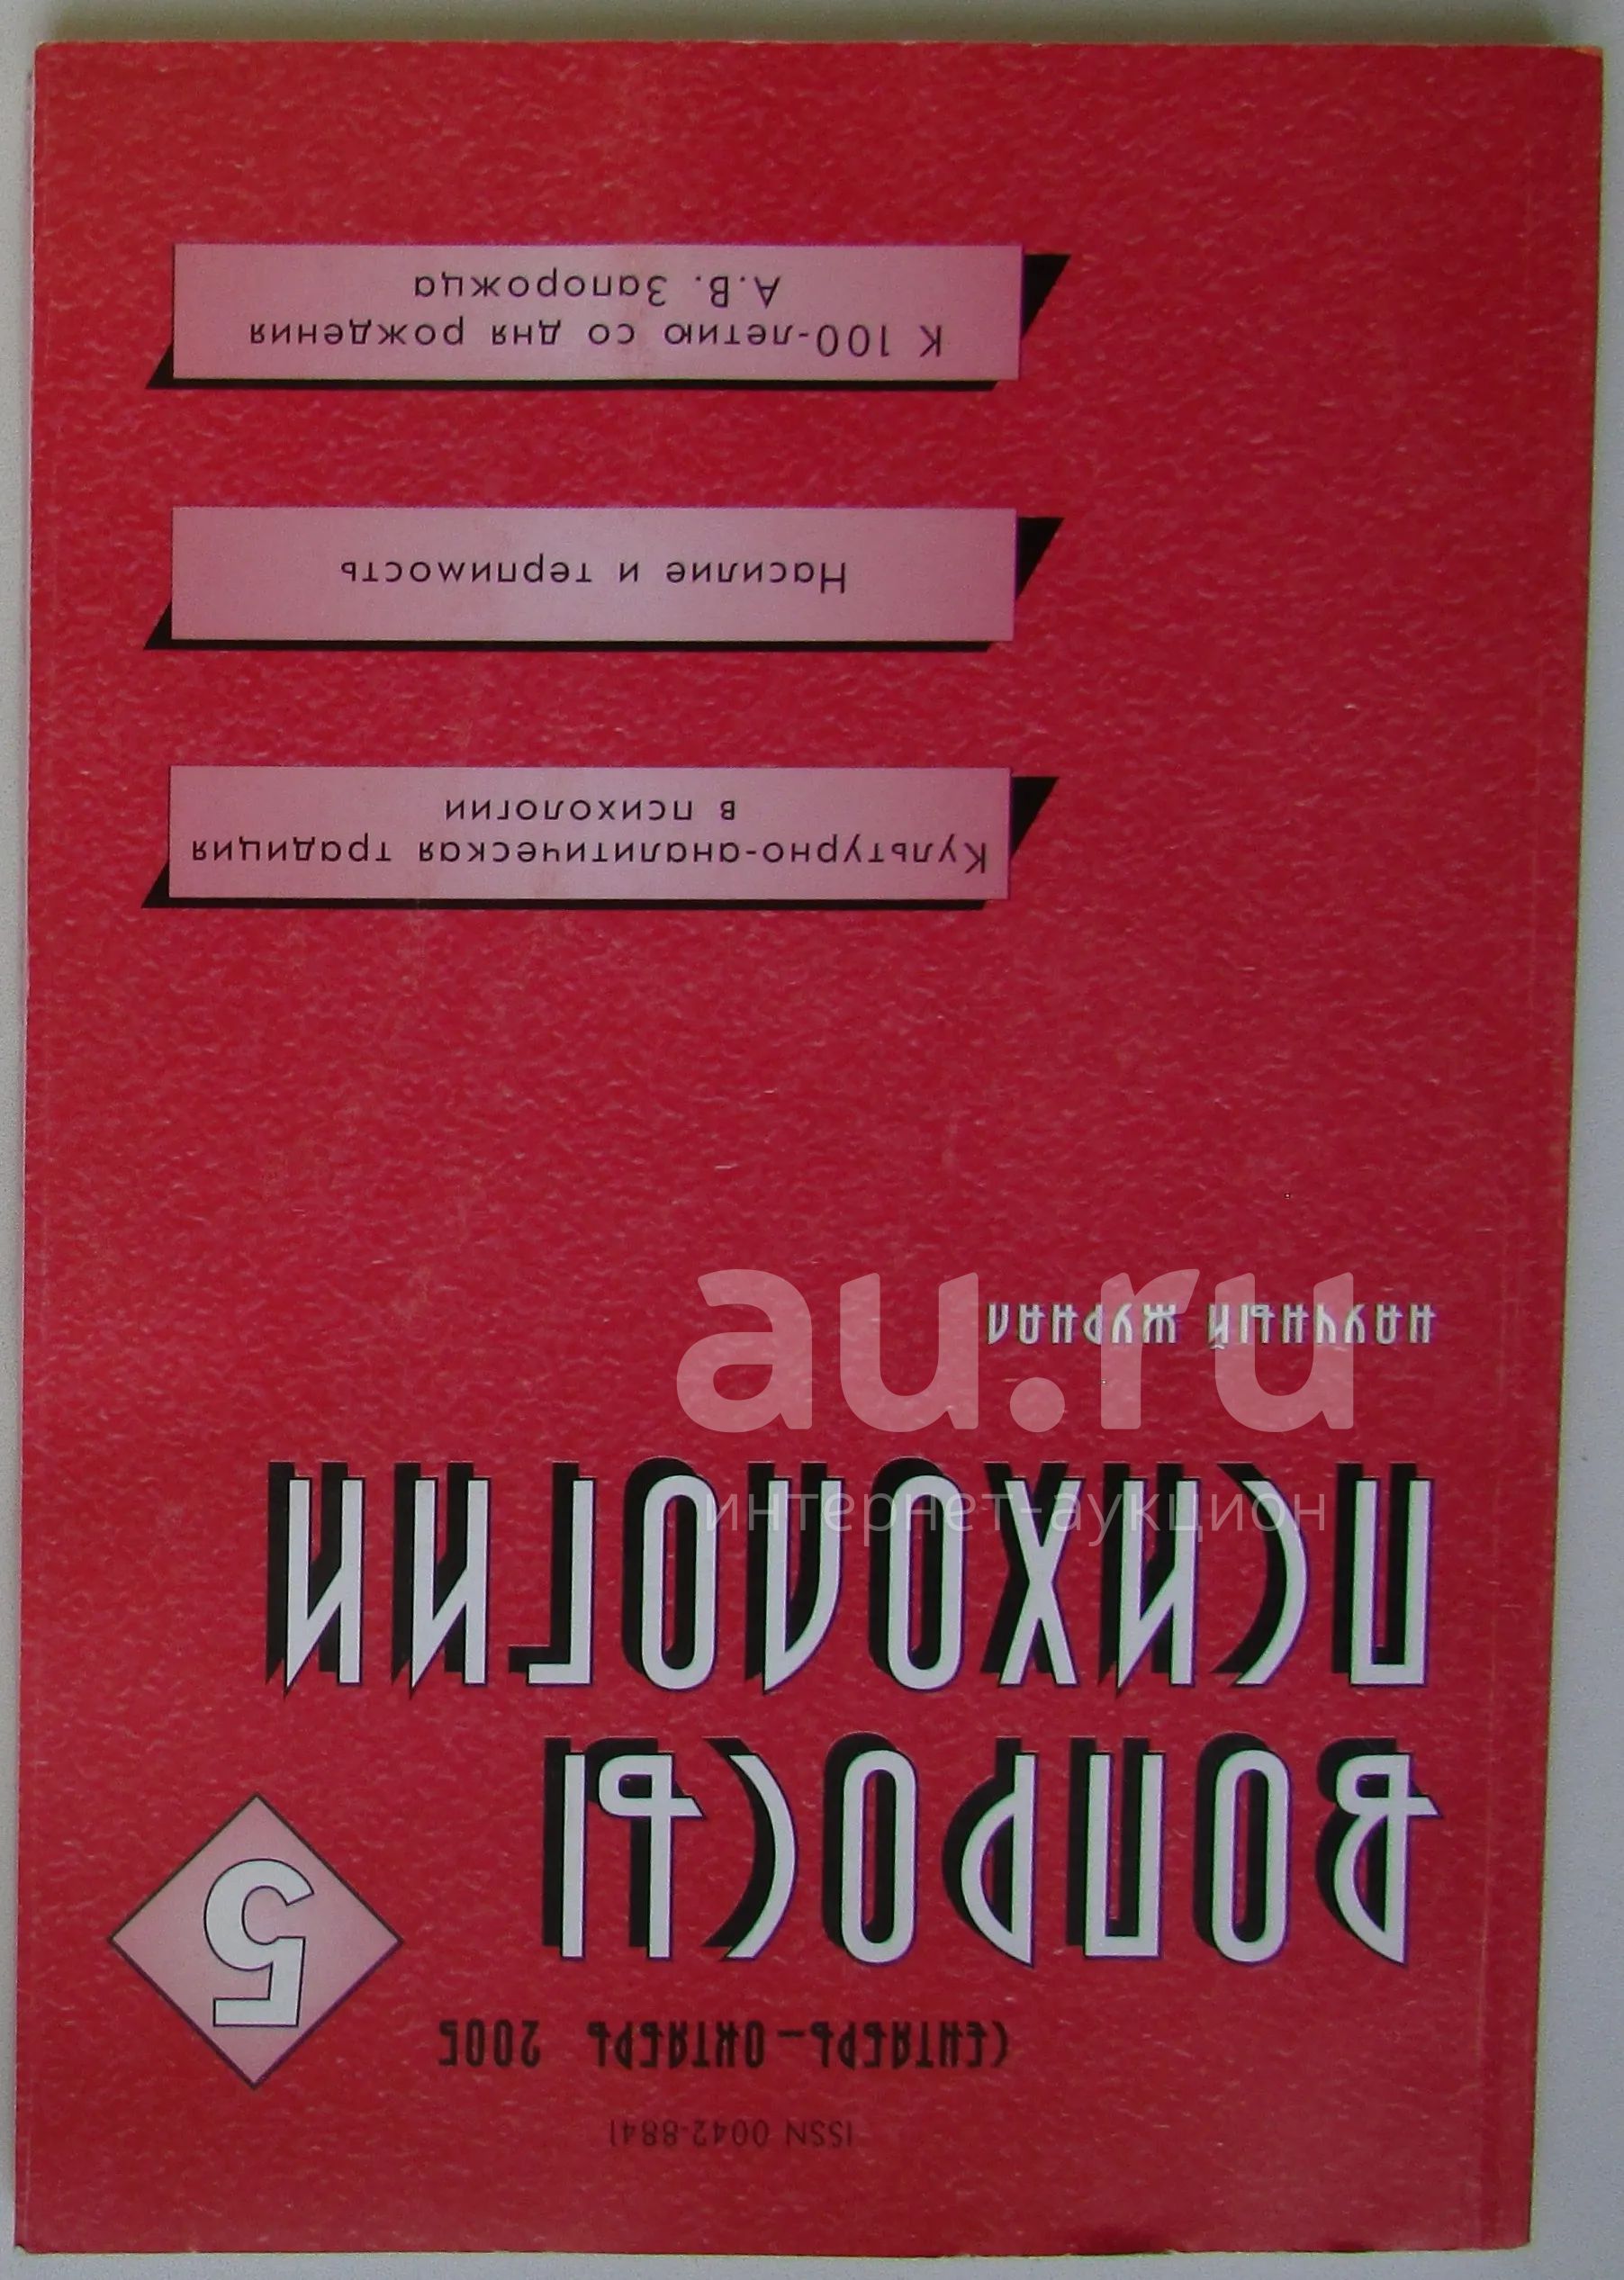 ISSN 0042-8841
СЕНТЯБРЬ–ОКТЯБРЬ 2005
5
ВОПРОСЫ
ПСИХОЛОГИИ
НАУЧНЫЙ ЖУРНАЛ
Культурно-аналитическая традиция
в психологии
Насилие и терпимость
К 100-летию со дня рождения
А.В. Запорожца
au.ru
интернет-аукцион